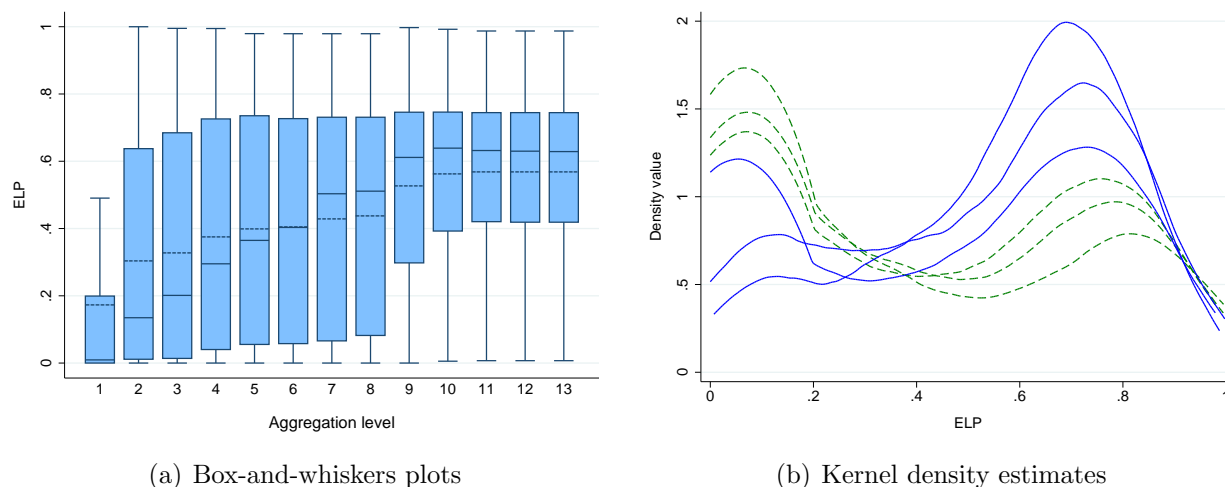 1
.8
.6
.4
.2
0
ELP
1 2 3 4 5 6 7 8 9 10 11 12 13
Aggregation level
(a) Box-and-whiskers plots
2
1.5
1
.5
0
Density value
0 .2 .4 .6 .8 1
ELP
(b) Kernel density estimates